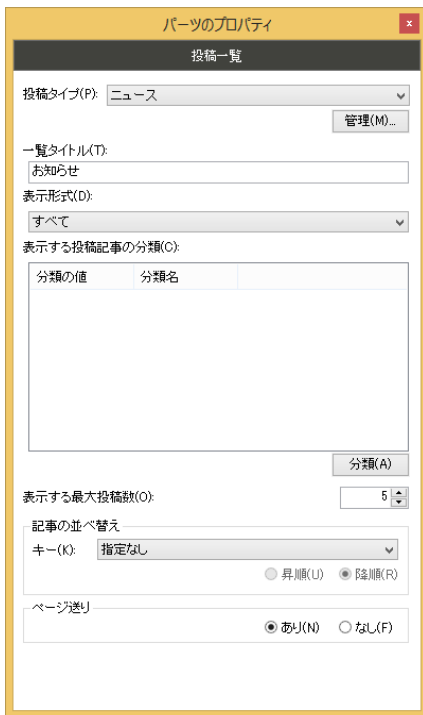 パーツのプロパティ
x
投稿一覧
投稿タイプ(P): ニュース
管理(M)...
一覧タイトル(T):
お知らせ
表示形式(D):
すべて
表示する投稿記事の分類(C):
分類の値 分類名
分類(A)
表示する最大投稿数(O): 5
記事の並べ替え
キー(K): 指定なし
昇順(U) 降順(R)
ページ送り
あり(N) なし(F)